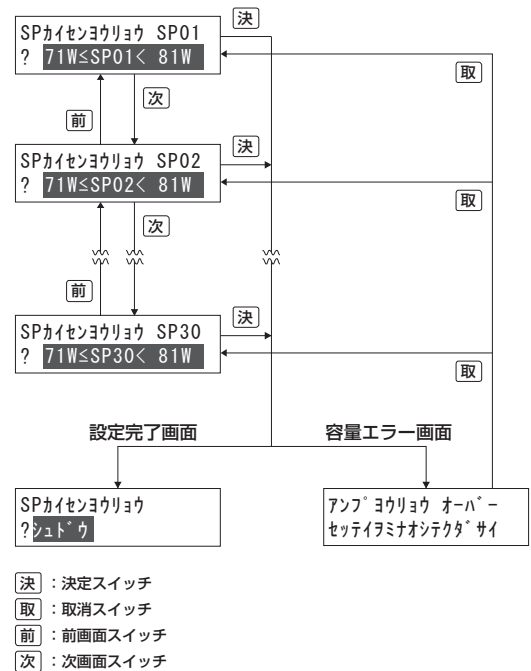 SPカイセンヨウリョウ SP01
? 71W≤SP01< 81W
決
取
次
前
SPカイセンヨウリョウ SP02
? 71W≤SP02< 81W
決
取
次
前
SPカイセンヨウリョウ SP30
? 71W≤SP30< 81W
決
取
設定完了画面
容量エラー画面
SPカイセンヨウリョウ
?シュドウ
アンプ ヨウリョウ オーバー
セッテイヲミナオシテクダサイ
決：決定スイッチ
取：取消スイッチ
前：前画面スイッチ
次：次画面スイッチ